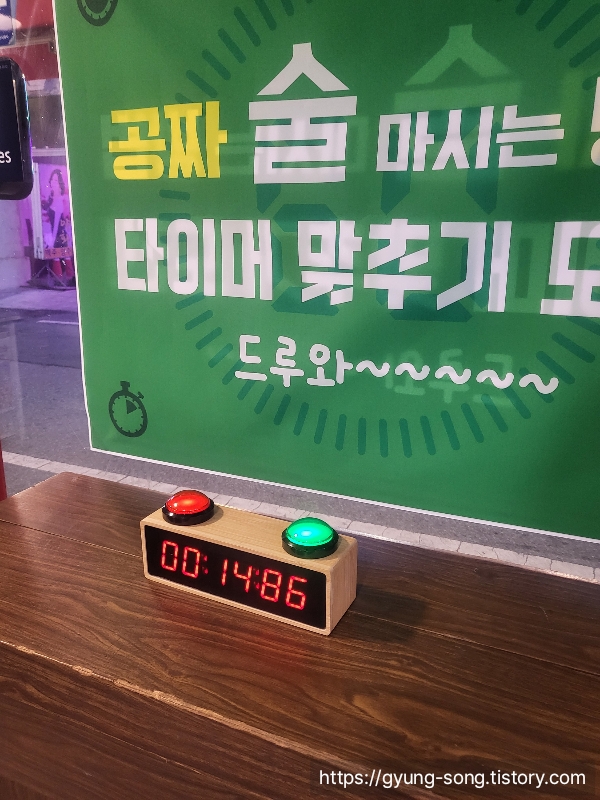 공짜 술 마시는
타이머 맞추기
드루와~~~~~
es
00:14:86
https://gyung-song.tistory.com